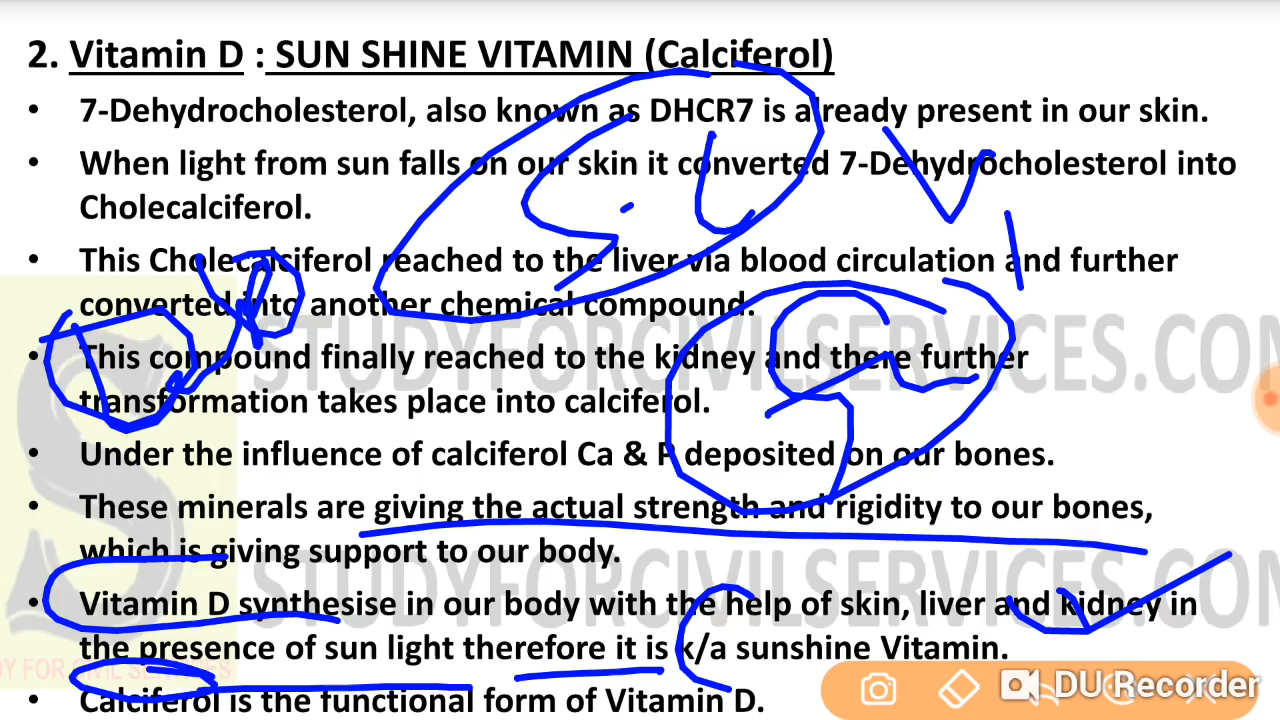 2. Vitamin D : SUN SHINE VITAMIN (Calciferol)
• 7-Dehydrocholesterol, also known as DHCR7 is already present in our skin.
• When light from sun falls on our skin it converted 7-Dehydrocholesterol into
Cholecalciferol.
• This Cholecalciferol reached to the liver via blood circulation and further
converted into another chemical compound.
• This compound finally reached to the kidney and there further
transformation takes place into calciferol.
• Under the influence of calciferol Ca & P deposited on our bones.
• These minerals are giving the actual strength and rigidity to our bones,
which is giving support to our body.
• Vitamin D synthesise in our body with the help of skin, liver and kidney in
the presence of sun light therefore it is k/a sunshine Vitamin.
• Calciferol is the functional form of Vitamin D.
STUDYFORCIVILSERVICES.COM
STUDYFORCIVILSERVICES.COM
DY FOR CIVIL SERVICES
DU Recorder